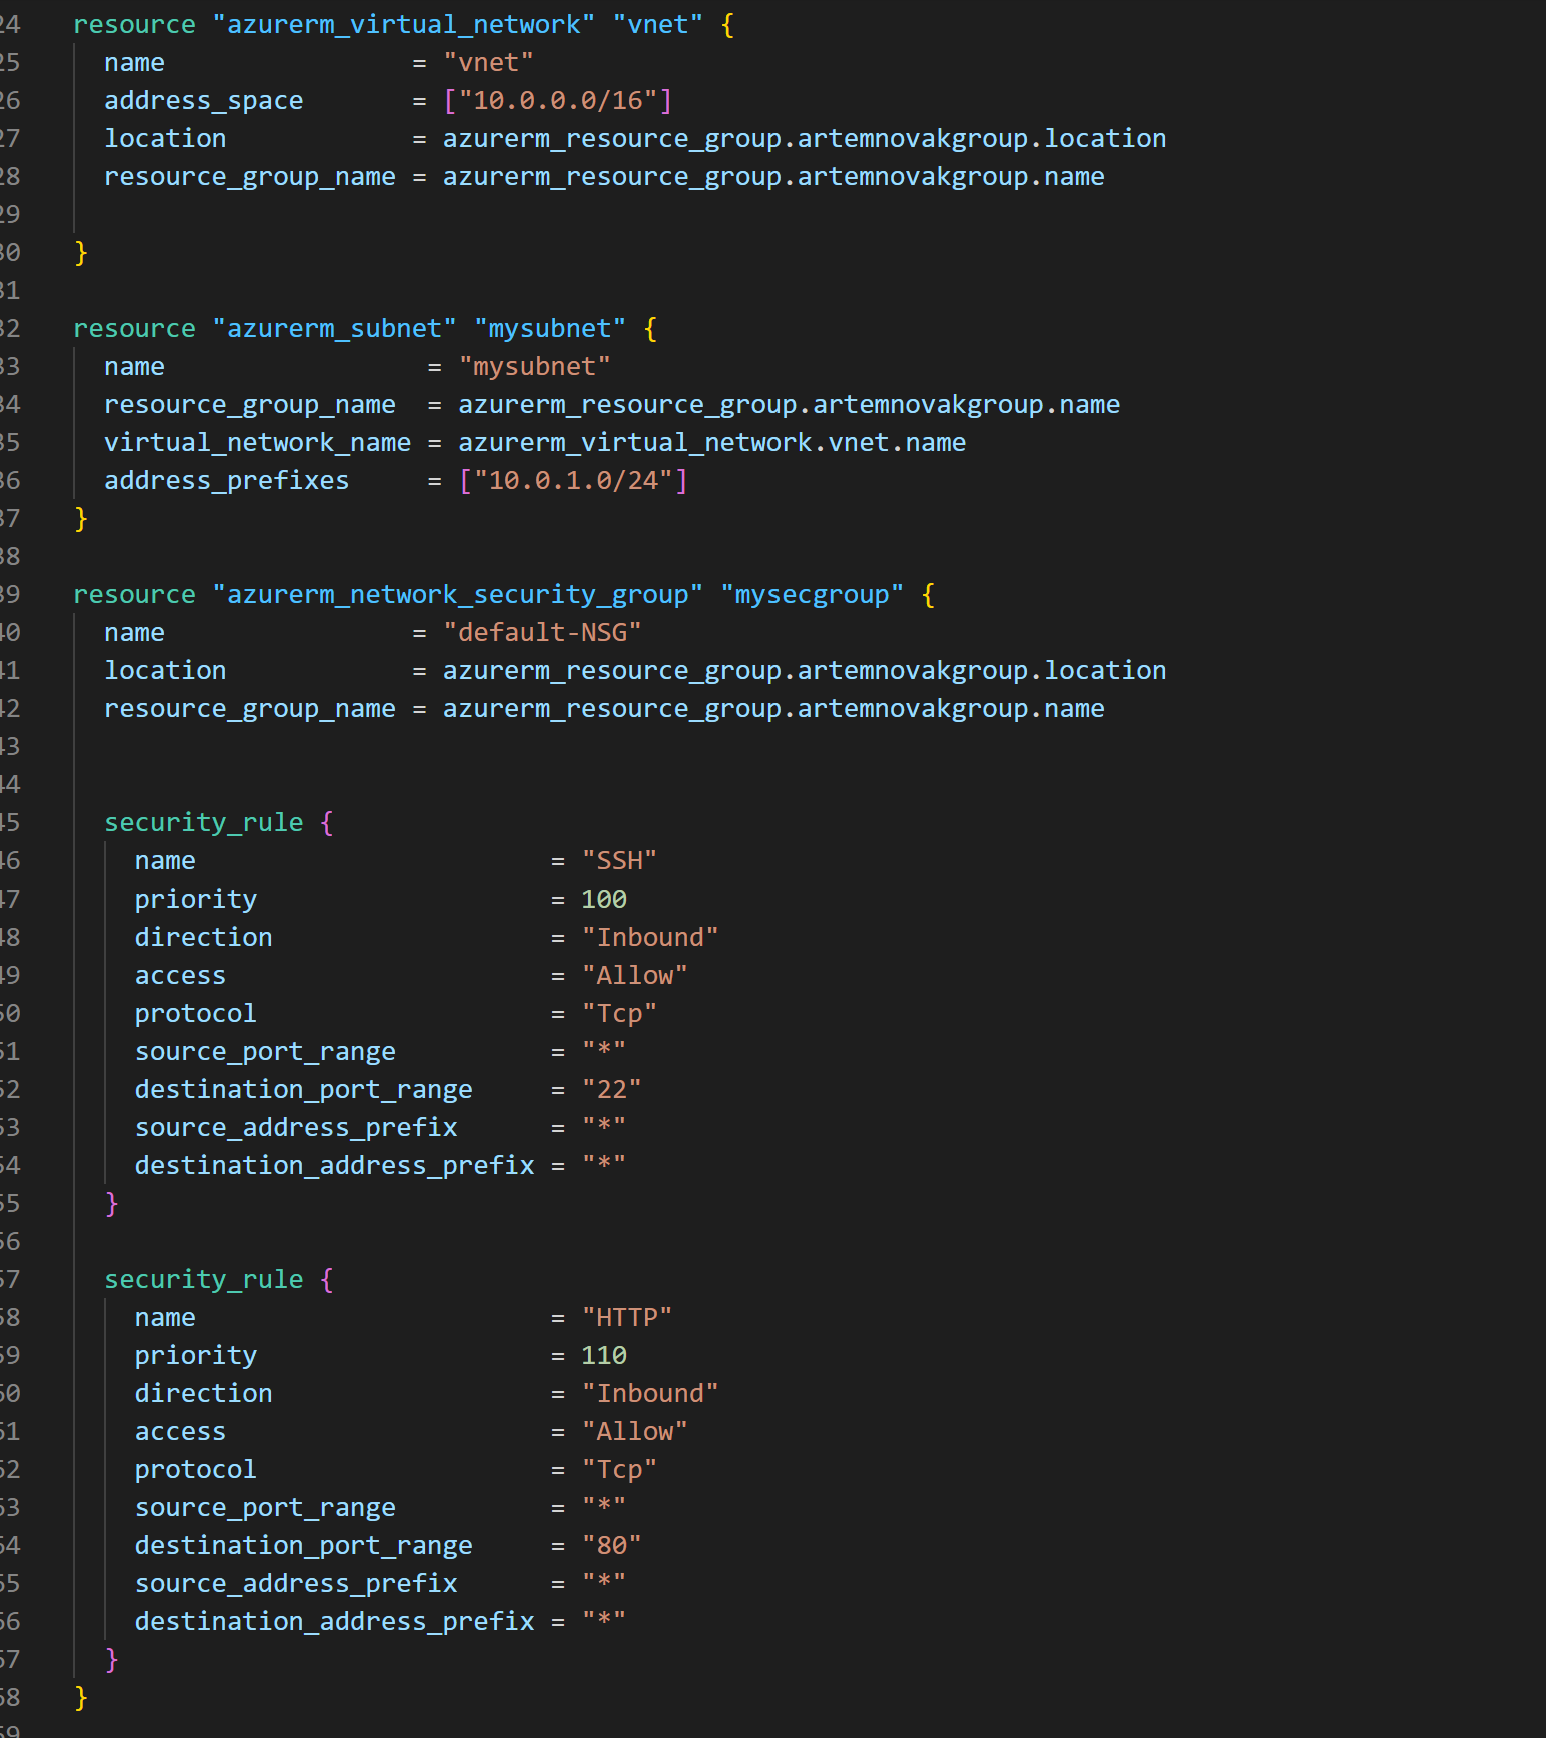 24 resource "azurerm_virtual_network" "vnet" {
25 name = "vnet"
26 address_space = ["10.0.0.0/16"]
27 location = azurerm_resource_group.artemnovakgroup.location
28 resource_group_name = azurerm_resource_group.artemnovakgroup.name
29
30 }
31
32 resource "azurerm_subnet" "mysubnet" {
33 name = "mysubnet"
34 resource_group_name = azurerm_resource_group.artemnovakgroup.name
35 virtual_network_name = azurerm_virtual_network.vnet.name
36 address_prefixes = ["10.0.1.0/24"]
37 }
38
39 resource "azurerm_network_security_group" "mysecgroup" {
40 name = "default-NSG"
41 location = azurerm_resource_group.artemnovakgroup.location
42 resource_group_name = azurerm_resource_group.artemnovakgroup.name
43
44
45 security_rule {
46 name = "SSH"
47 priority = 100
48 direction = "Inbound"
49 access = "Allow"
50 protocol = "Tcp"
51 source_port_range = "*"
52 destination_port_range = "22"
53 source_address_prefix = "*"
54 destination_address_prefix = "*"
55 }
56
57 security_rule {
58 name = "HTTP"
59 priority = 110
60 direction = "Inbound"
61 access = "Allow"
62 protocol = "Tcp"
63 source_port_range = "*"
64 destination_port_range = "80"
65 source_address_prefix = "*"
66 destination_address_prefix = "*"
67 }
68 }
69